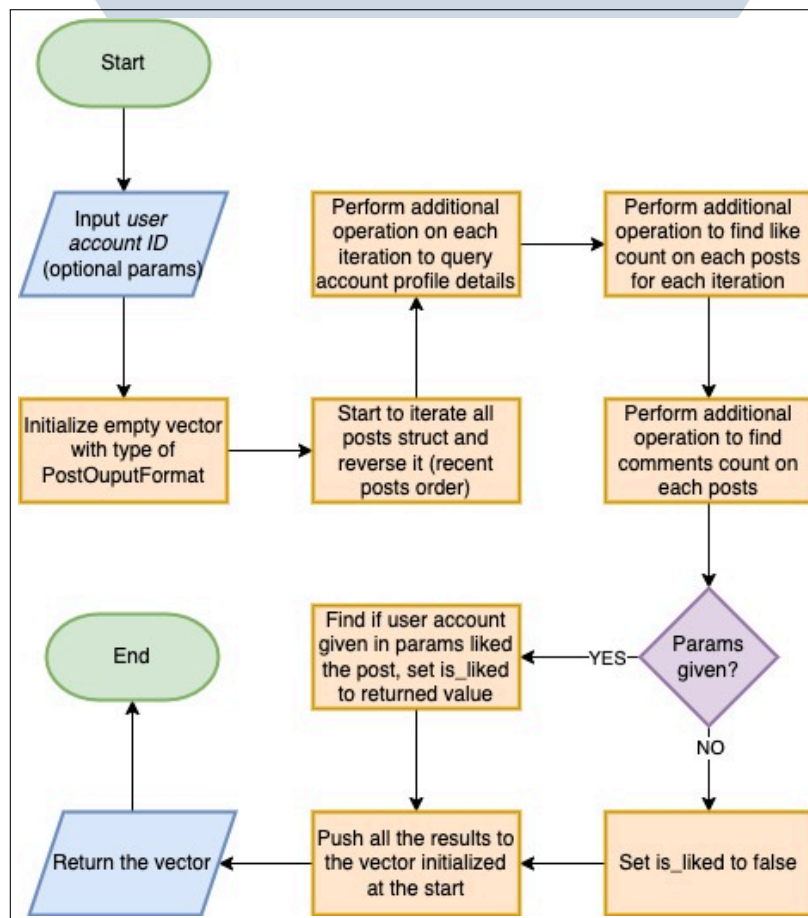 Start
Input user
account ID
(optional params)
Initialize empty vector
with type of
PostOuputFormat
Start to iterate all
posts struct and
reverse it (recent
posts order)
Perform additional
operation on each
iteration to query
account profile details
Perform additional
operation to find like
count on each posts
for each iteration
Perform additional
operation to find
comments count on
each posts
Params
given?
YES
Find if user account
given in params liked
the post, set is_liked
to returned value
NO
Set is_liked to false
Push all the results to
the vector initialized
at the start
Return the vector
End